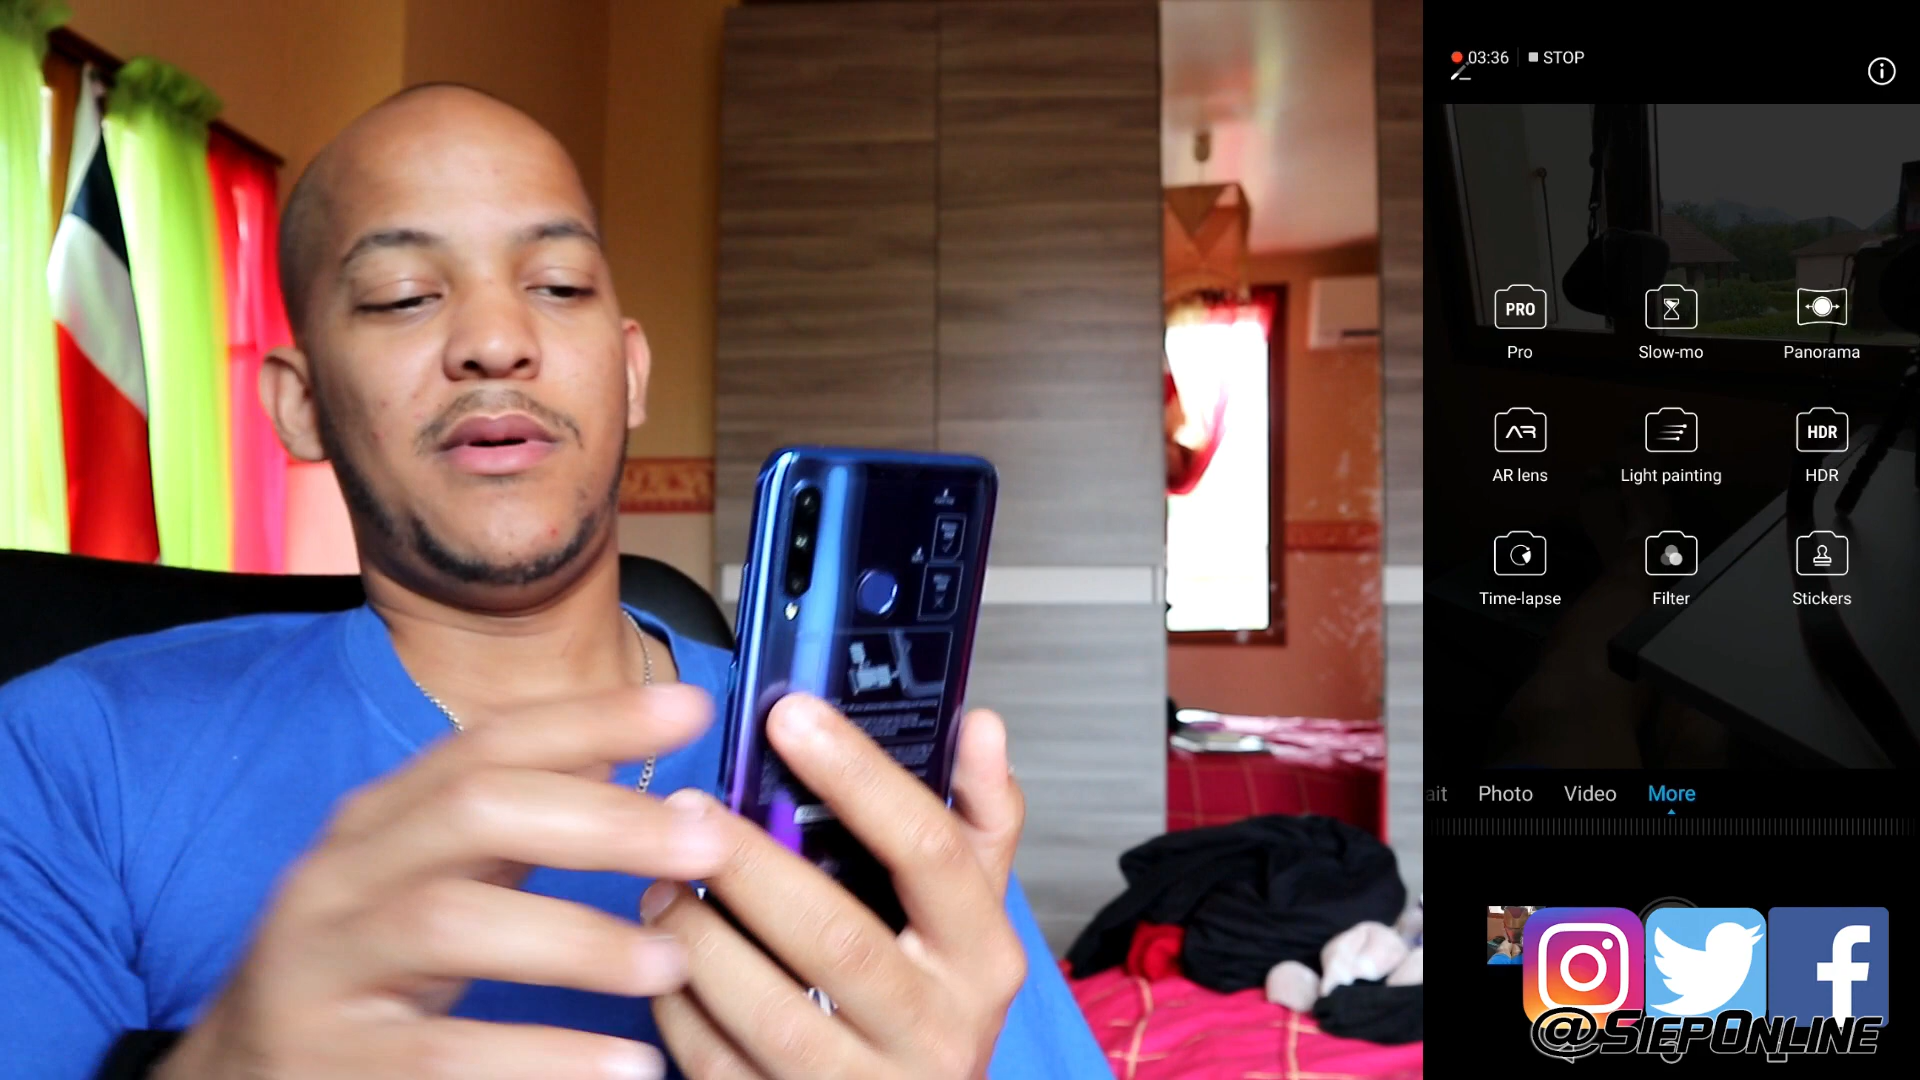 03:36 STOP
PRO
Pro
Slow-mo
Panorama
AR
AR lens
Light painting
HDR
HDR
Time-lapse
Filter
Stickers
ait Photo Video More
@SiepOnline